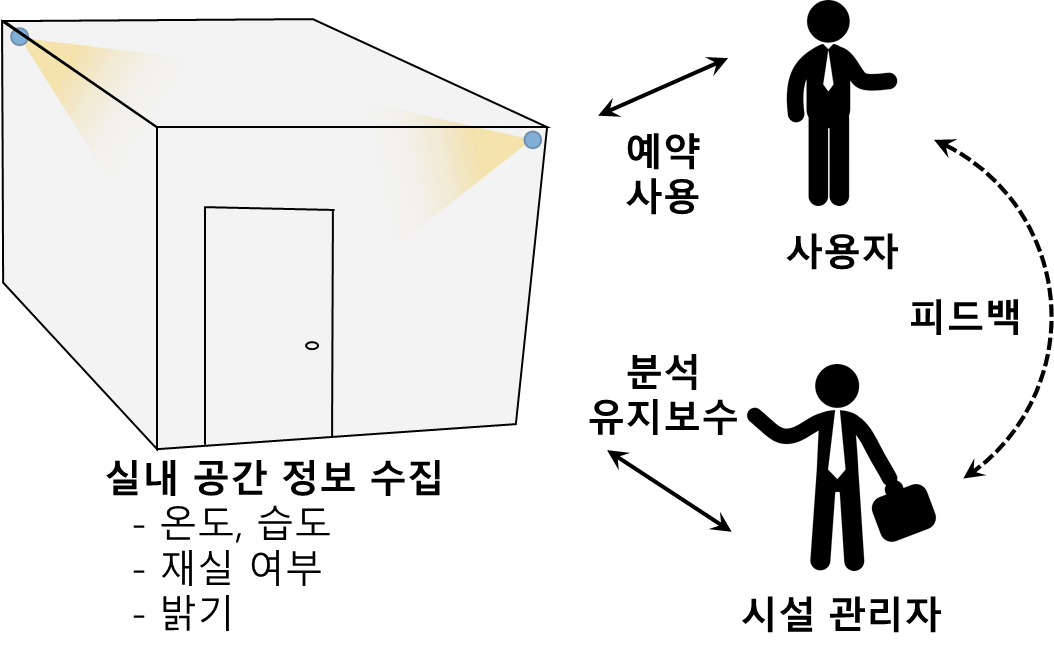 예약
사용
사용자
피드백
분석
유지보수
실내 공간 정보 수집
- 온도, 습도
- 재실 여부
- 밝기
시설 관리자